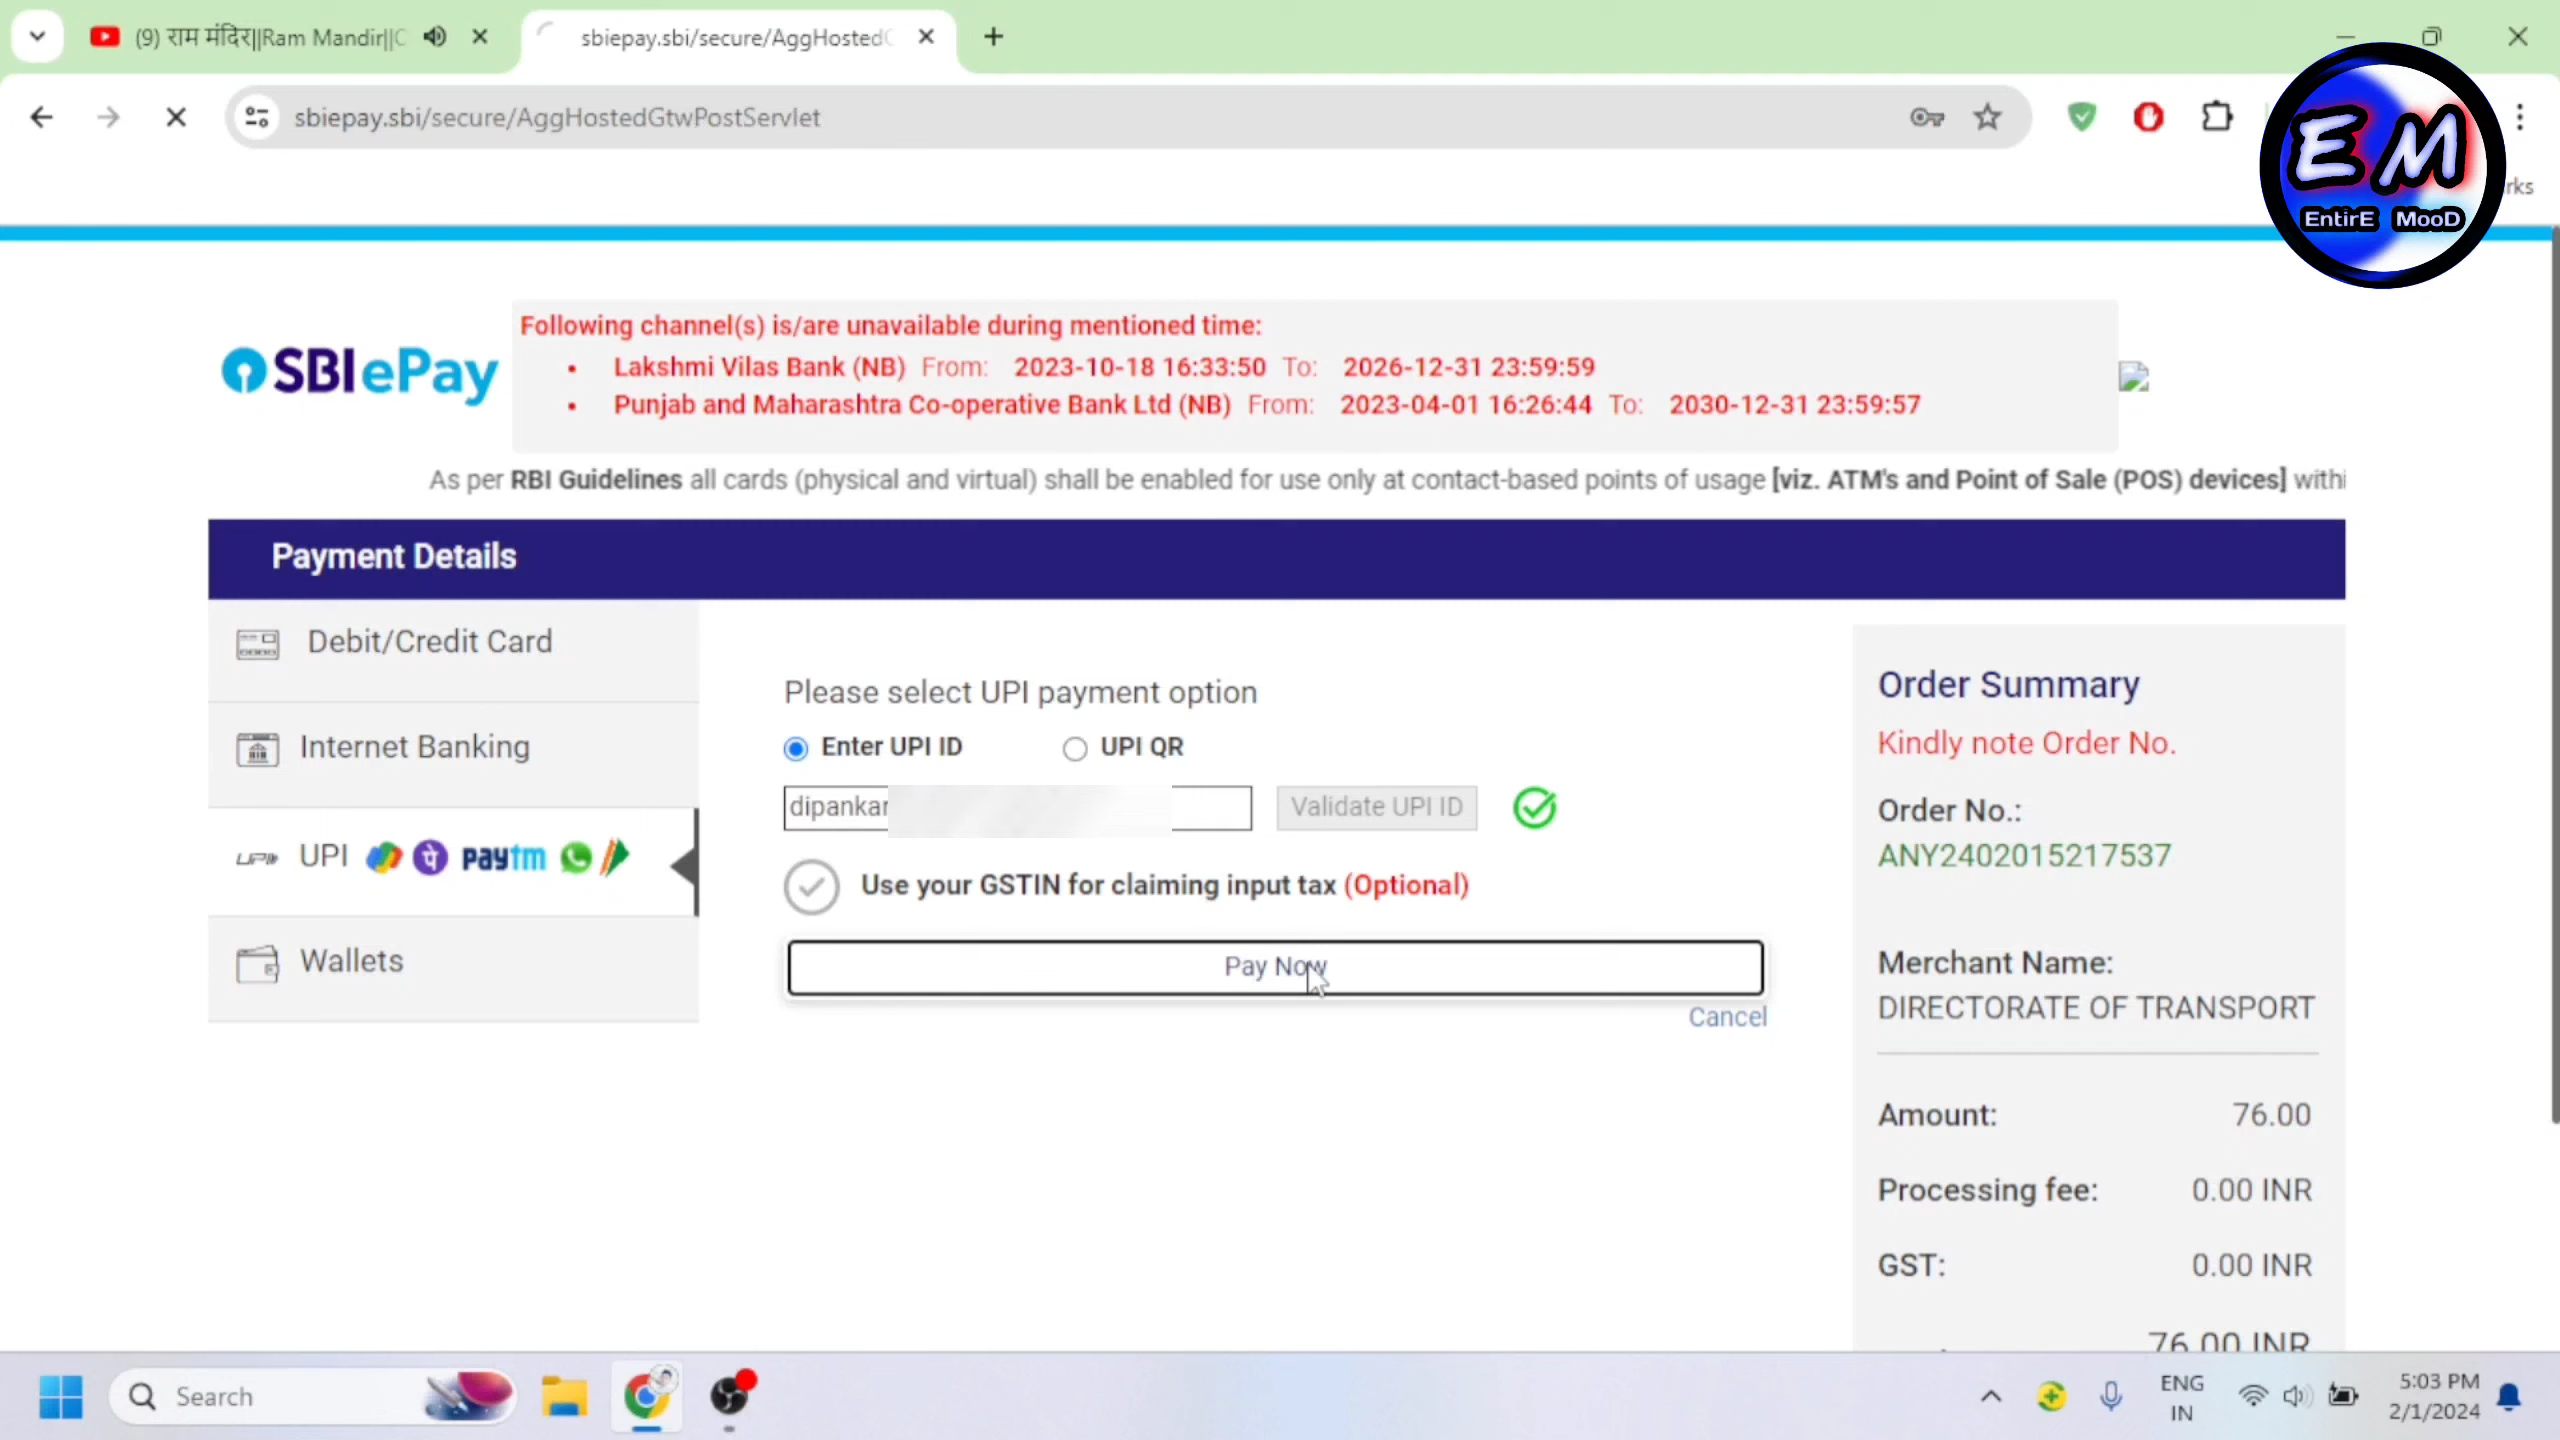 (9) राम मंदिर||Ram Mandir||C
sbiepay.sbi/secure/AggHostedG
sbiepay.sbi/secure/AggHostedGtwPostServlet
EM
EntirE MooD
rks
SBI ePay
Following channel(s) is/are unavailable during mentioned time:
• Lakshmi Vilas Bank (NB) From: 2023-10-18 16:33:50 To: 2026-12-31 23:59:59
• Punjab and Maharashtra Co-operative Bank Ltd (NB) From: 2023-04-01 16:26:44 To: 2030-12-31 23:59:57
As per RBI Guidelines all cards (physical and virtual) shall be enabled for use only at contact-based points of usage [viz. ATM's and Point of Sale (POS) devices] withi
Payment Details
Debit/Credit Card
Internet Banking
UPI UPI पे paytm
Wallets
Please select UPI payment option
Enter UPI ID UPI QR
dipankar Validate UPI ID
Use your GSTIN for claiming input tax (Optional)
Pay Now
Cancel
Order Summary
Kindly note Order No.
Order No.:
ANY2402015217537
Merchant Name:
DIRECTORATE OF TRANSPORT
Amount: 76.00
Processing fee: 0.00 INR
GST: 0.00 INR
76.00 INR
Search
ENG
IN
5:03 PM
2/1/2024